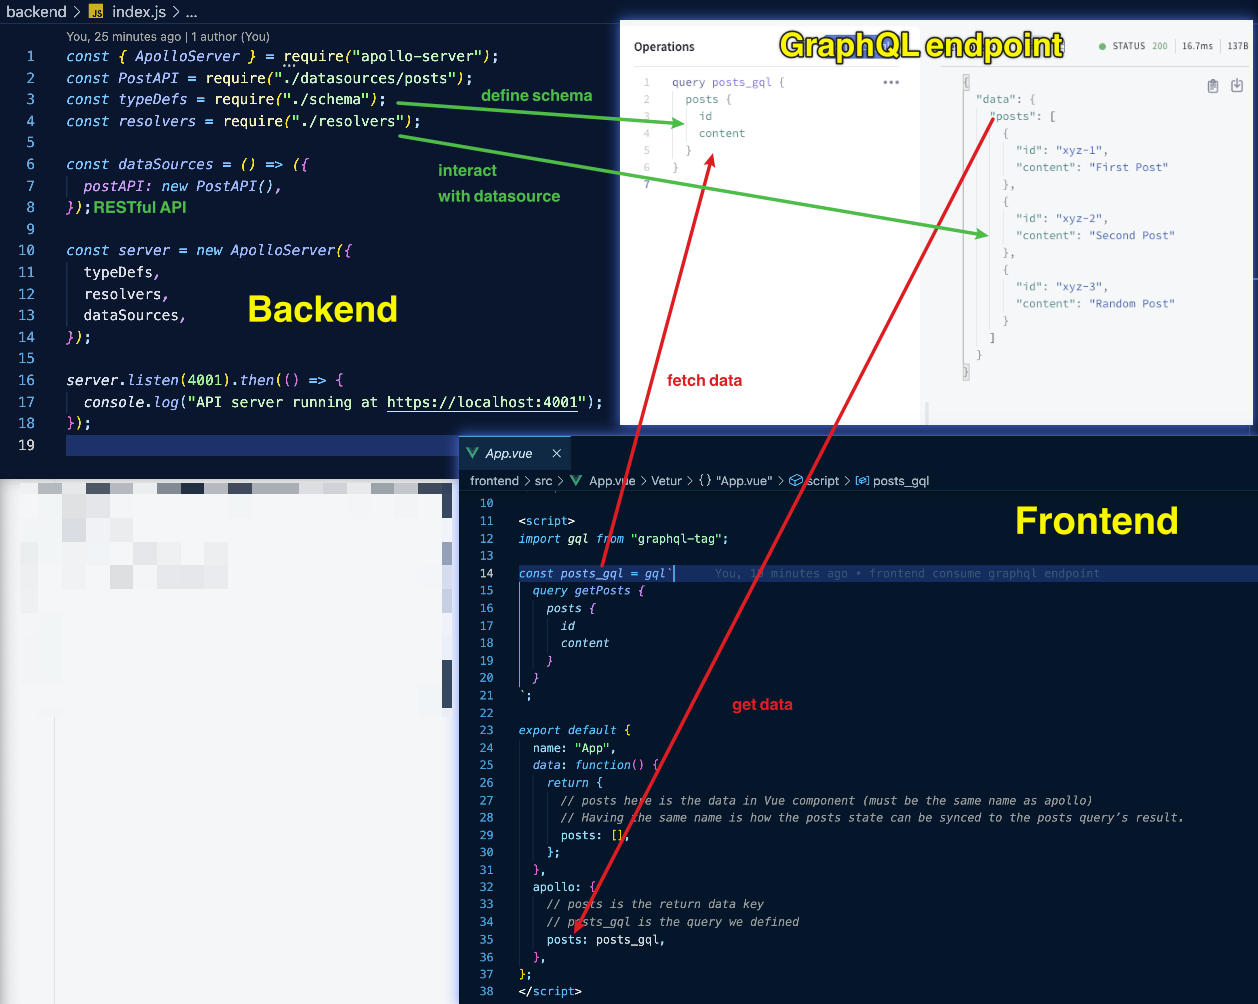 backend > JS index.js > ...
You, 25 minutes ago | 1 author (You)
1 const { ApolloServer } = require("apollo-server");
2 const PostAPI = require("./datasources/posts");
3 const typeDefs = require("./schema");
4 const resolvers = require("./resolvers");
5
6 const dataSources = () => ({
7 postAPI: new PostAPI(),
8 });RESTful API
9
10 const server = new ApolloServer({
11 typeDefs,
12 resolvers,
13 dataSources,
14 });
15
16 server.listen(4001).then(() => {
17 console.log("API server running at https://localhost:4001");
18 });
19
Backend
define schema
interact
with datasource
Operations
GraphQL endpoint
STATUS 200 | 16.7ms | 137B
1 query posts_gql {
2 posts {
3 id
4 content
5 }
6 }
7
{
"data": {
"posts": [
{
"id": "xyz-1",
"content": "First Post"
},
{
"id": "xyz-2",
"content": "Second Post"
},
{
"id": "xyz-3",
"content": "Random Post"
}
]
}
}
fetch data
App.vue ×
frontend > src > App.vue > Vetur > {} "App.vue" > script > posts_gql
Frontend
10
11 <script>
12 import gql from "graphql-tag";
13
14 const posts_gql = gql` You, minutes ago • frontend consume graphql endpoint
15 query getPosts {
16 posts {
17 id
18 content
19 }
20 }
21 `;
22
get data
23 export default {
24 name: "App",
25 data: function() {
26 return {
27 // posts here is the data in Vue component (must be the same name as apollo)
28 // Having the same name is how the posts state can be synced to the posts query's result.
29 posts: [],
30 };
31 },
32 apollo: {
33 // posts is the return data key
34 // posts_gql is the query we defined
35 posts: posts_gql,
36 },
37 };
38 </script>